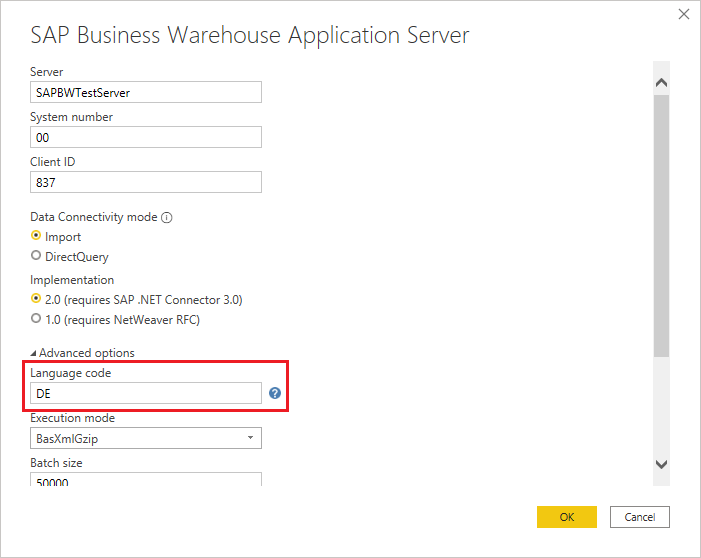 SAP Business Warehouse Application Server
Server
SAPBWTestServer
System number
00
Client ID
837
Data Connectivity mode
Import
DirectQuery
Implementation
2.0 (requires SAP .NET Connector 3.0)
1.0 (requires NetWeaver RFC)
Advanced options
Language code
DE
Execution mode
BasXmlGzip
Batch size
50000
OK Cancel